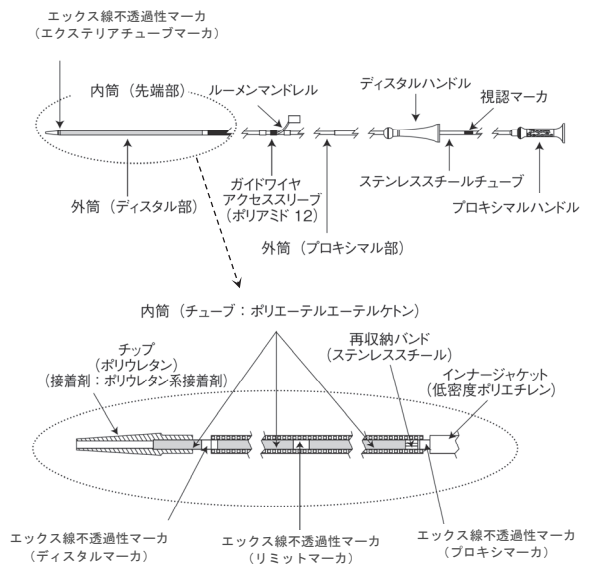 エックス線不透過性マーカ
（エクステリアチューブマーカ）
内筒（先端部）
ルーメンマンドレル
ディスタルハンドル
視認マーカ
外筒（ディスタル部）
ガイドワイヤ
アクセススリーブ
（ポリアミド 12）
外筒（プロキシマル部）
ステンレススチールチューブ
プロキシマルハンドル
内筒（チューブ：ポリエーテルエーテルケトン）
チップ
（ポリウレタン）
（接着剤：ポリウレタン系接着剤）
再収納バンド
（ステンレススチール）
インナージャケット
（低密度ポリエチレン）
エックス線不透過性マーカ
（ディスタルマーカ）
エックス線不透過性マーカ
（リミットマーカ）
エックス線不透過性マーカ
（プロキシマーカ）